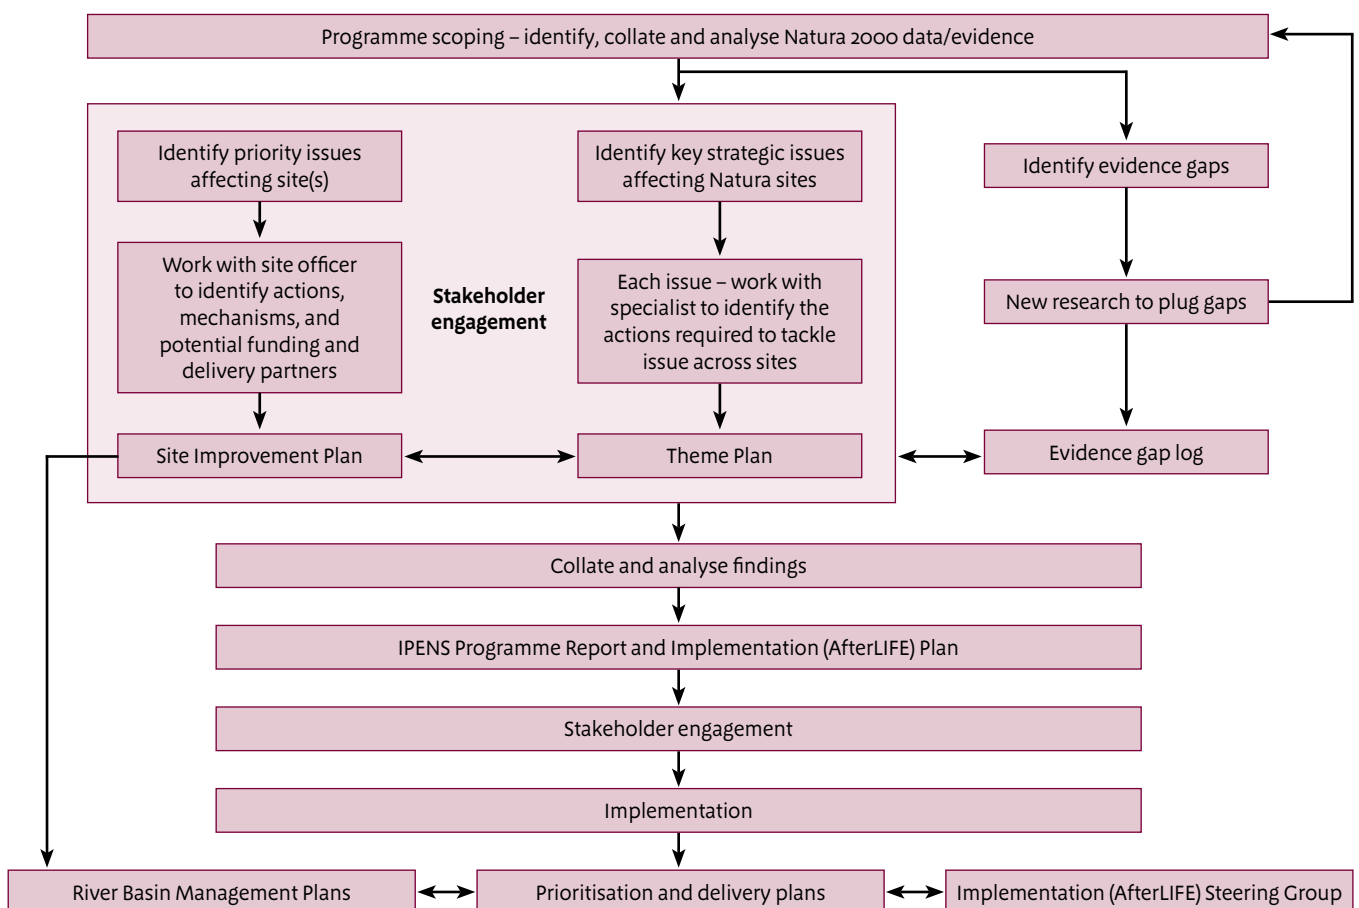 Programme scoping – identify, collate and analyse Natura 2000 data/evidence
Identify priority issues
affecting site(s)
Work with site officer
to identify actions,
mechanisms, and
potential funding and
delivery partners
Site Improvement Plan
Stakeholder
engagement
Identify key strategic issues
affecting Natura sites
Each issue – work with
specialist to identify the
actions required to tackle
issue across sites
Theme Plan
Identify evidence gaps
New research to plug gaps
Evidence gap log
Collate and analyse findings
IPENS Programme Report and Implementation (AfterLIFE) Plan
Stakeholder engagement
Implementation
River Basin Management Plans
Prioritisation and delivery plans
Implementation (AfterLIFE) Steering Group